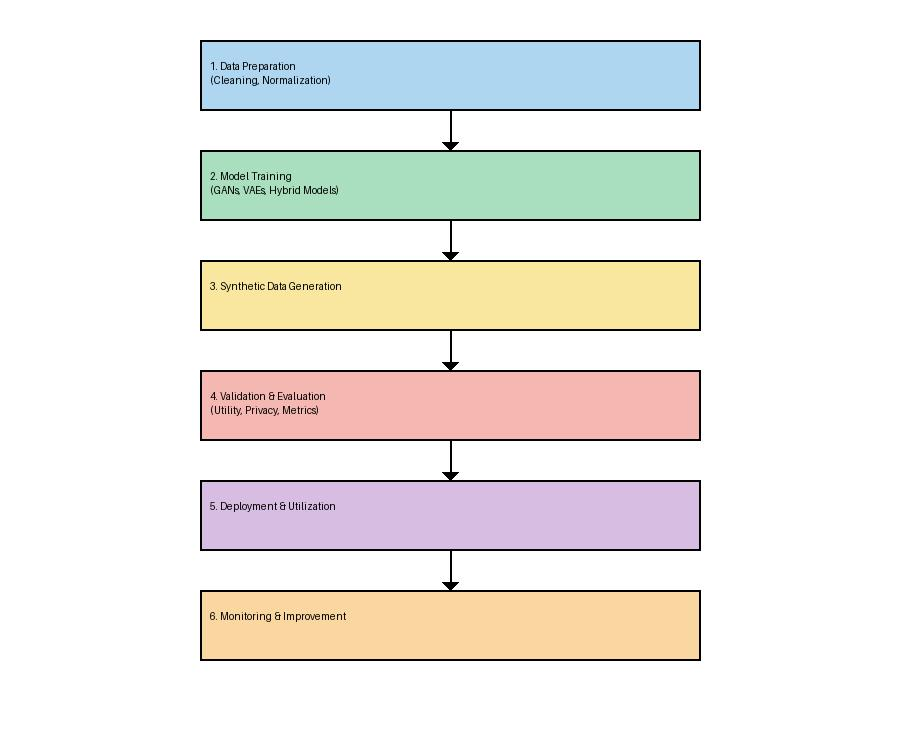 1. Data Preparation
(Cleaning, Normalization)
2. Model Training
(GANs, VAEs, Hybrid Models)
3. Synthetic Data Generation
4. Validation & Evaluation
(Utility, Privacy, Metrics)
5. Deployment & Utilization
6. Monitoring & Improvement